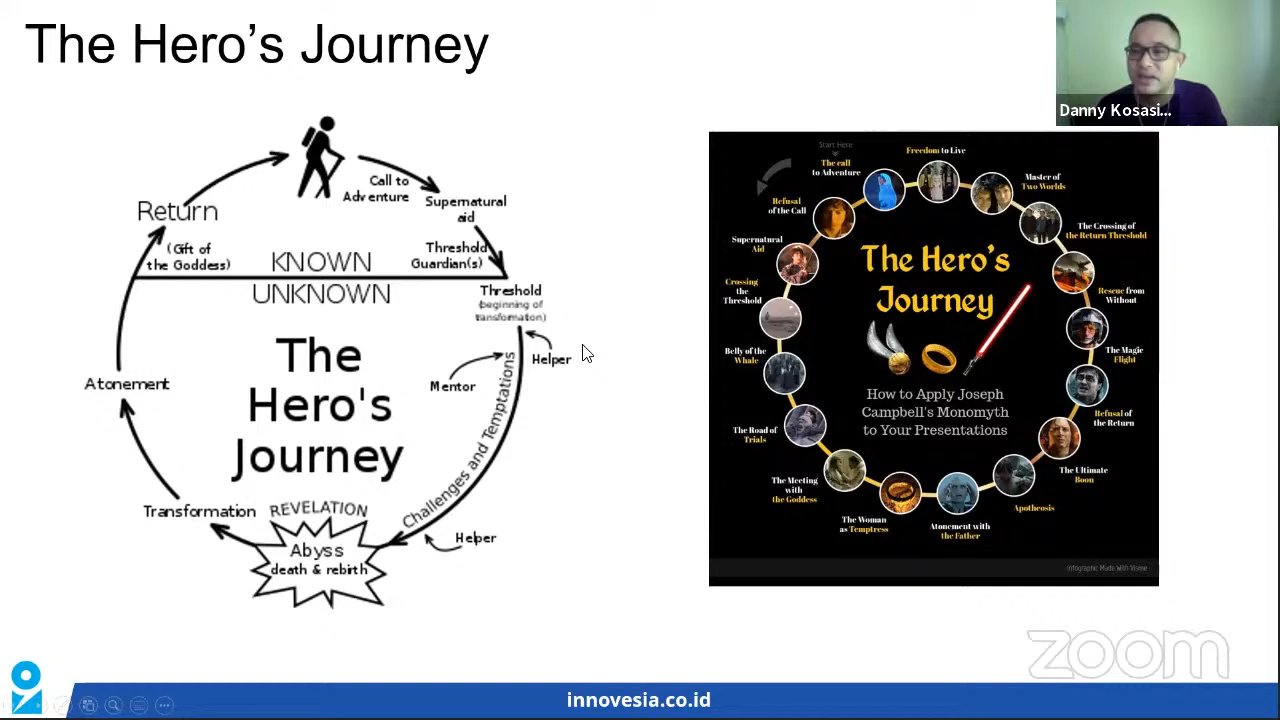 The Hero's Journey
Danny Kosasi...
Call to
Adventure
Supernatural
aid
Return
(Gift of
the Goddess)
KNOWN
Threshold
Guardian(s)
UNKNOWN
Threshold
(beginning of
transformation)
The
Hero's
Journey
Helper
Mentor
Challenges and Temptations
Atonement
Transformation
REVELATION
Abyss
death & rebirth
Helper
Start Here
The call
to Adventure
Freedom to Live
Master of
Two Worlds
Refusal
of the Call
The Crossing of
the Return Threshold
Supernatural
Aid
The Hero's
Journey
Crossing
the
Threshold
Rescue from
Without
Belly of the
Whale
The Magic
Flight
How to Apply Joseph
Campbell's Monomyth
to Your Presentations
Refusal of
the Return
The Road of
Trials
The Ultimate
Boon
The Meeting
with
the Goddess
Apotheosis
The Woman
as Temptress
Atonement with
the Father
Infographic Made With Visme
zoom
innovesia.co.id